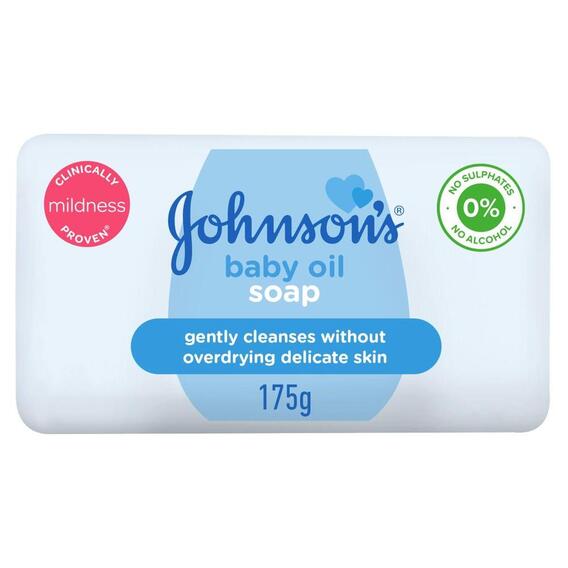 CLINICALLY
mildness
PROVEN®
Johnson's®
baby oil
soap
NO SULPHATES
0%
NO ALCOHOL
gently cleanses without
overdrying delicate skin
175g